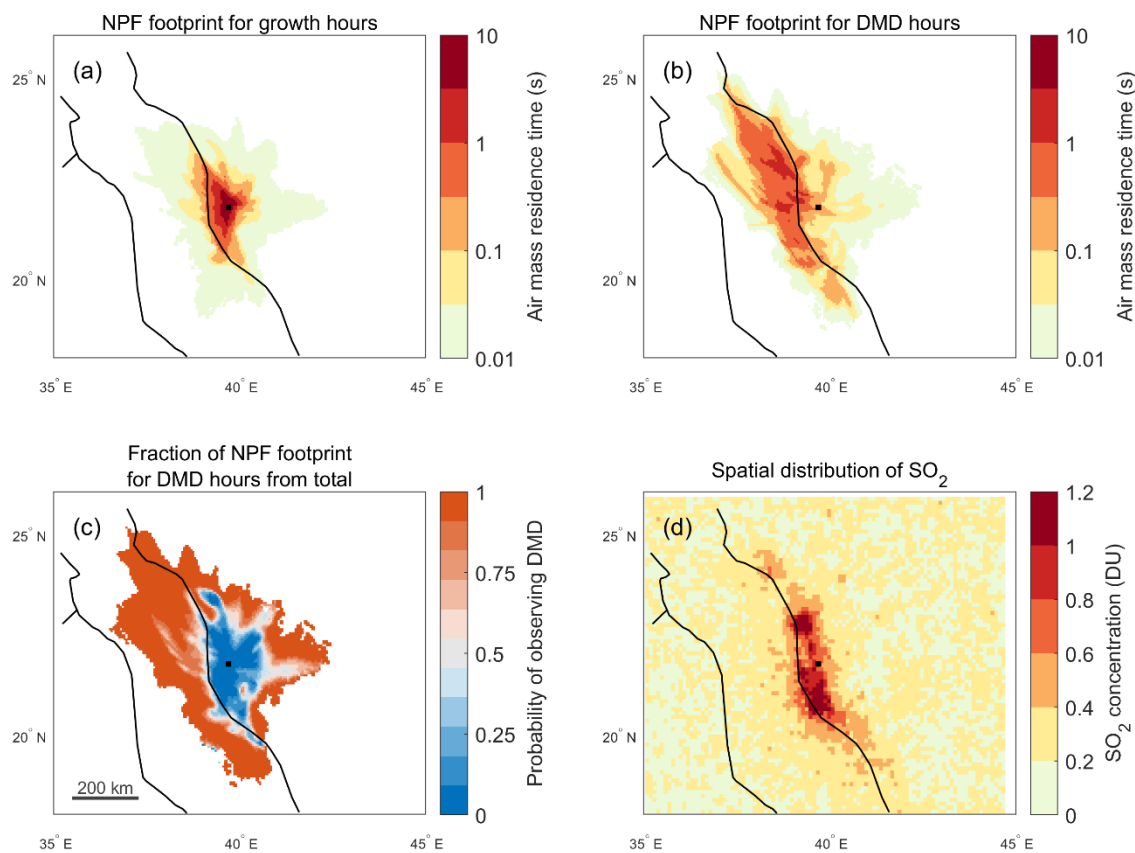 NPF footprint for growth hours
(a)
25° N
20° N
35° E
40° E
45° E
10
1
0.1
0.01
Air mass residence time (s)
NPF footprint for DMD hours
(b)
25° N
20° N
35° E
40° E
45° E
10
1
0.1
0.01
Air mass residence time (s)
Fraction of NPF footprint
for DMD hours from total
(c)
25° N
20° N
200 km
35° E
40° E
45° E
1
0.75
0.5
0.25
0
Probability of observing DMD
Spatial distribution of SO₂
(d)
25° N
20° N
35° E
40° E
45° E
1.2
1
0.8
0.6
0.4
0.2
0
SO₂ concentration (DU)